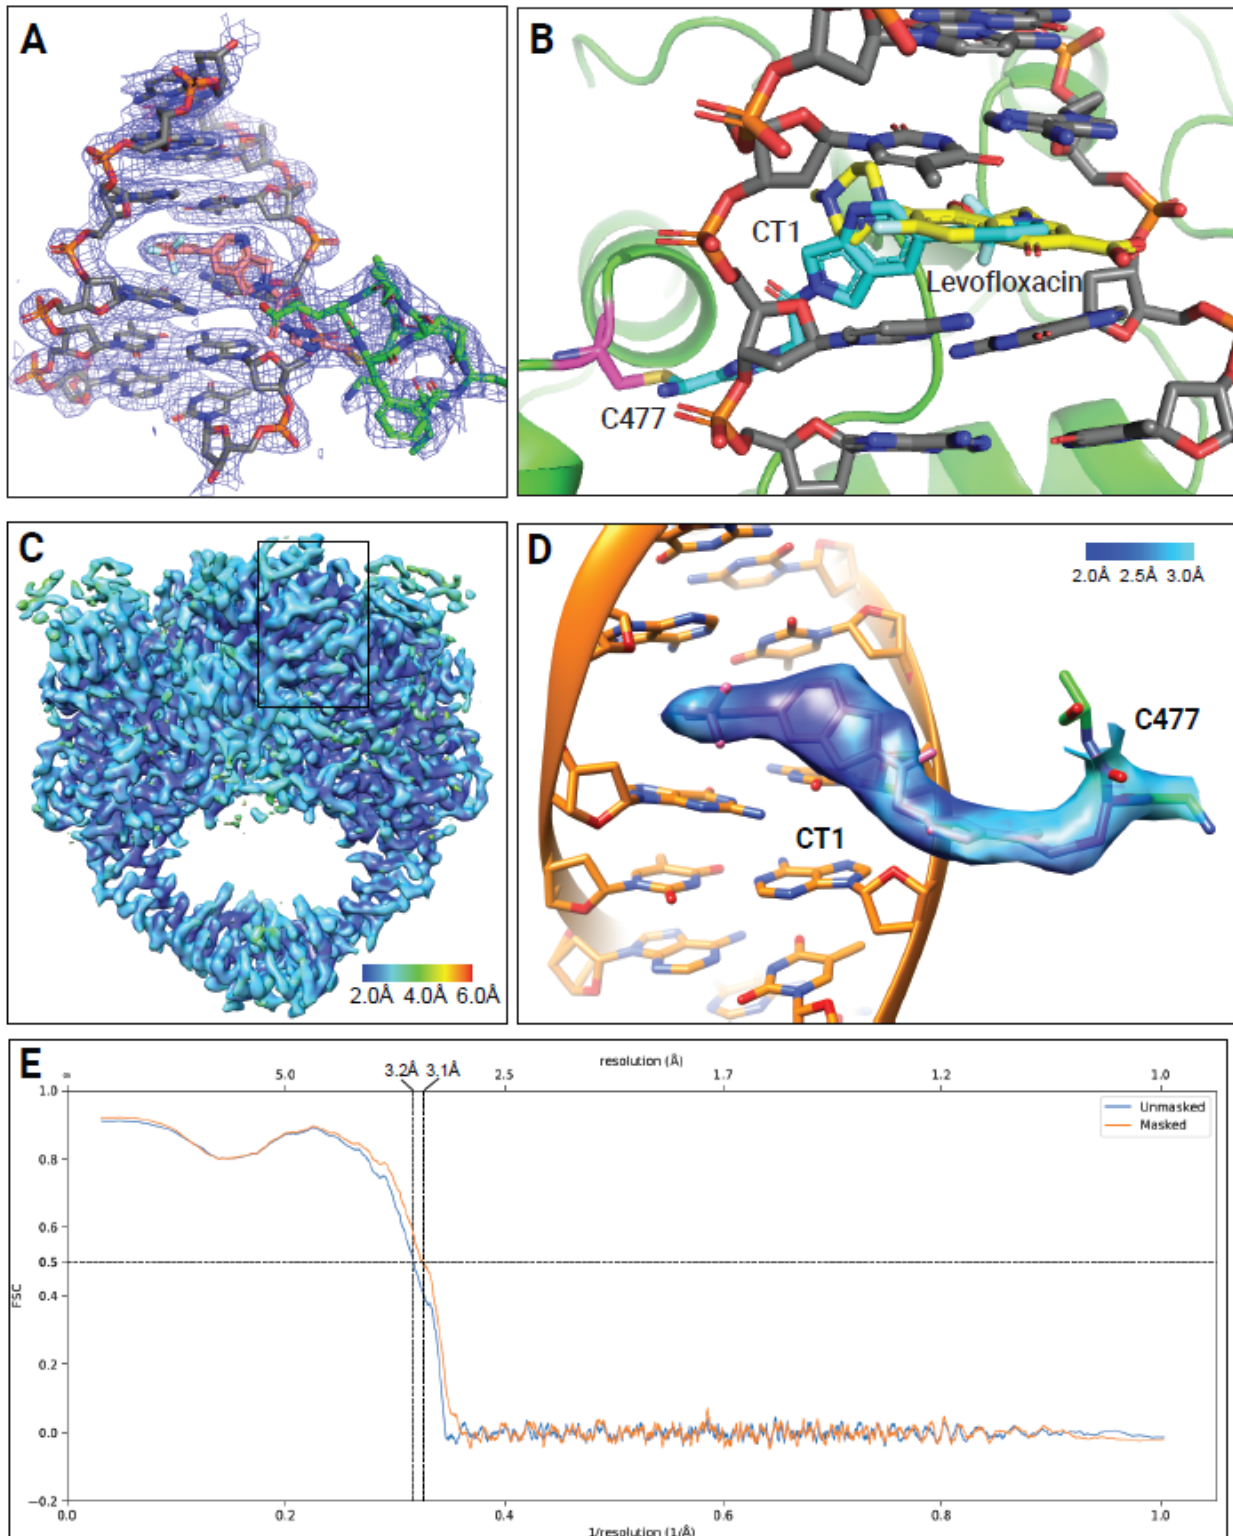 A
B
CT1
Levofloxacin
C477
C
2.0Å 4.0Å 6.0Å
D
2.0Å 2.5Å 3.0Å
C477
CT1
E
resolution (Å)
3.2Å 3.1Å
∞ 5.0 2.5 1.7 1.2 1.0
Unmasked
Masked
1.0
0.8
0.6
0.5
0.4
0.2
0.0
−0.2
FSC
0.0 0.2 0.4 0.6 0.8 1.0
1/resolution (1/Å)